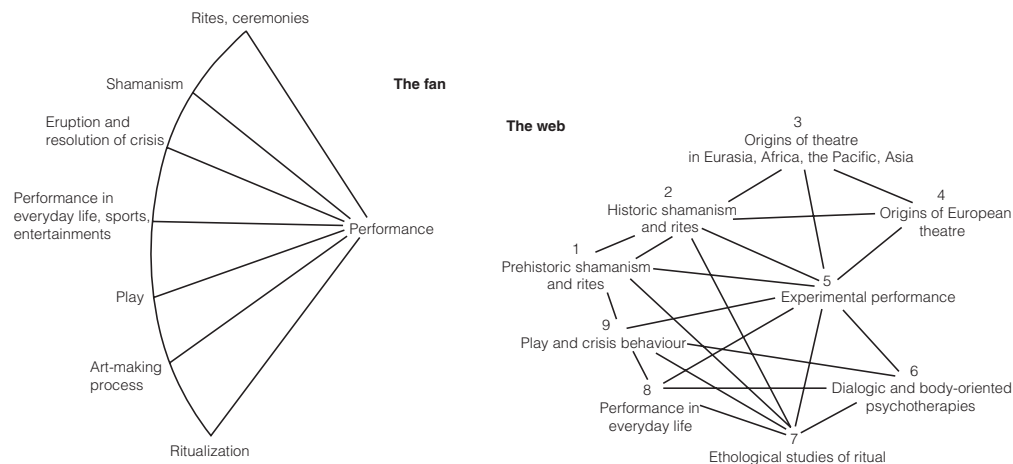 Rites, ceremonies
Shamanism
The fan
Eruption and
resolution of crisis
Performance in
everyday life, sports,
entertainments
Performance
Play
Art-making
process
Ritualization
The web
3
Origins of theatre
in Eurasia, Africa, the Pacific, Asia
2
Historic shamanism
and rites
4
Origins of European
theatre
1
Prehistoric shamanism
and rites
5
Experimental performance
9
Play and crisis behaviour
6
Dialogic and body-oriented
psychotherapies
8
Performance in
everyday life
7
Ethological studies of ritual